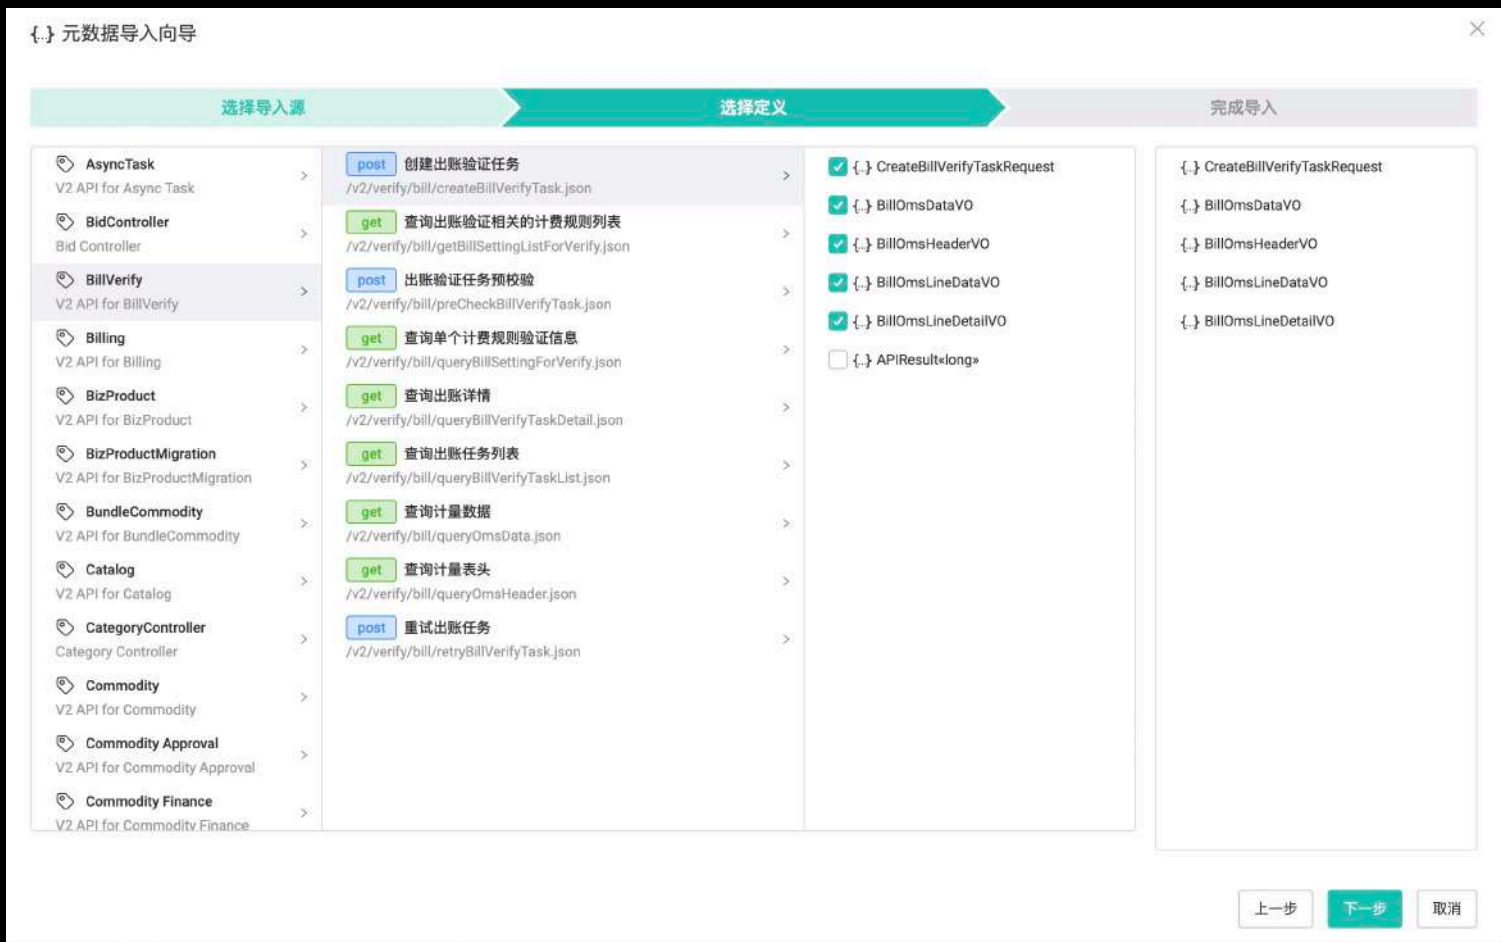 {..} 元数据导入向导
选择导入源
选择定义
完成导入
AsyncTask
V2 API for Async Task
BidController
Bid Controller
BillVerify
V2 API for BillVerify
Billing
V2 API for Billing
BizProduct
V2 API for BizProduct
BizProductMigration
V2 API for BizProductMigration
BundleCommodity
V2 API for BundleCommodity
Catalog
V2 API for Catalog
CategoryController
Category Controller
Commodity
V2 API for Commodity
Commodity Approval
V2 API for Commodity Approval
Commodity Finance
V2 API for Commodity Finance
post 创建出账验证任务
/v2/verify/bill/createBillVerifyTask.json
get 查询出账验证相关的计费规则列表
/v2/verify/bill/getBillSettingListForVerify.json
post 出账验证任务预校验
/v2/verify/bill/preCheckBillVerifyTask.json
get 查询单个计费规则验证信息
/v2/verify/bill/queryBillSettingForVerify.json
get 查询出账详情
/v2/verify/bill/queryBillVerifyTaskDetail.json
get 查询出账任务列表
/v2/verify/bill/queryBillVerifyTaskList.json
get 查询计量数据
/v2/verify/bill/queryOmsData.json
get 查询计量表头
/v2/verify/bill/queryOmsHeader.json
post 重试出账任务
/v2/verify/bill/retryBillVerifyTask.json
{..} CreateBillVerifyTaskRequest
{..} BillOmsDataVO
{..} BillOmsHeaderVO
{..} BillOmsLineDataVO
{..} BillOmsLineDetailVO
{..} APIResult«long»
{..} CreateBillVerifyTaskRequest
{..} BillOmsDataVO
{..} BillOmsHeaderVO
{..} BillOmsLineDataVO
{..} BillOmsLineDetailVO
上一步
下一步
取消